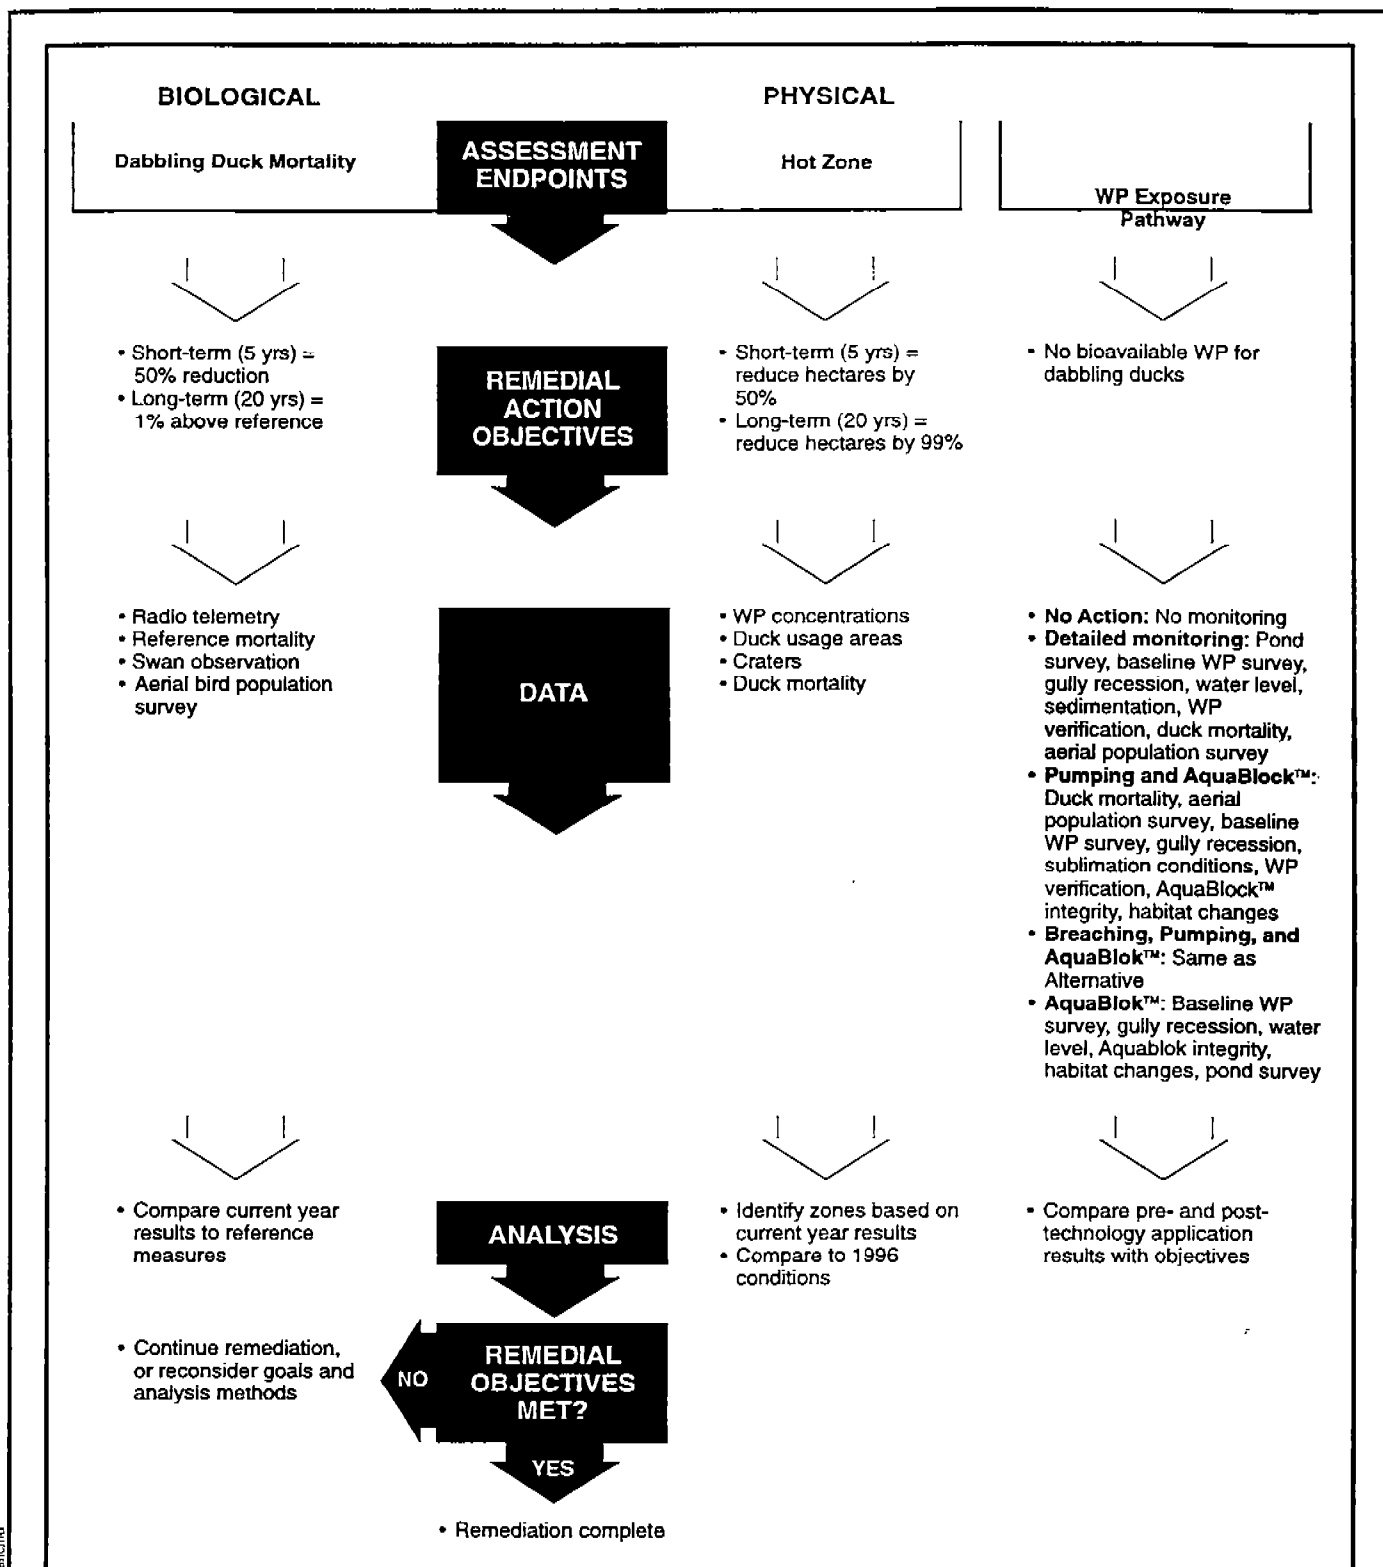 BIOLOGICAL
PHYSICAL
Dabbling Duck Mortality
ASSESSMENT
ENDPOINTS
Hot Zone
WP Exposure
Pathway
• Short-term (5 yrs) =
50% reduction
• Long-term (20 yrs) =
1% above reference
REMEDIAL
ACTION
OBJECTIVES
• Short-term (5 yrs) =
reduce hectares by
50%
• Long-term (20 yrs) =
reduce hectares by 99%
• No bioavailable WP for
dabbling ducks
• Radio telemetry
• Reference mortality
• Swan observation
• Aerial bird population
survey
DATA
• WP concentrations
• Duck usage areas
• Craters
• Duck mortality
• No Action: No monitoring
• Detailed monitoring: Pond
survey, baseline WP survey,
gully recession, water level,
sedimentation, WP
verification, duck mortality,
aerial population survey
• Pumping and AquaBlock™:
Duck mortality, aerial
population survey, baseline
WP survey, gully recession,
sublimation conditions, WP
verification, AquaBlock™
integrity, habitat changes
• Breaching, Pumping, and
AquaBlok™: Same as
Alternative
• AquaBlok™: Baseline WP
survey, gully recession, water
level, Aquablok integrity,
habitat changes, pond survey
• Compare current year
results to reference
measures
ANALYSIS
• Identify zones based on
current year results
• Compare to 1996
conditions
• Compare pre- and post-
technology application
results with objectives
• Continue remediation,
or reconsider goals and
analysis methods
NO
REMEDIAL
OBJECTIVES
MET?
YES
• Remediation complete